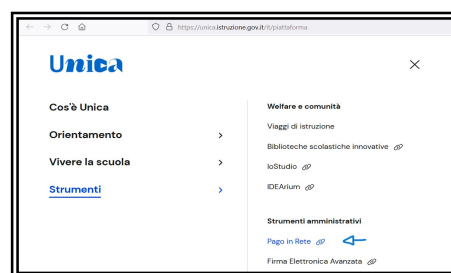 https://unica.istruzione.gov.it/it/piattaforma
Unica
Cos'è Unica
Orientamento
Vivere la scuola
Strumenti
Welfare e comunità
Viaggi di istruzione
Biblioteche scolastiche innovative
IoStudio
IDEArium
Strumenti amministrativi
Pago in Rete
Firma Elettronica Avanzata